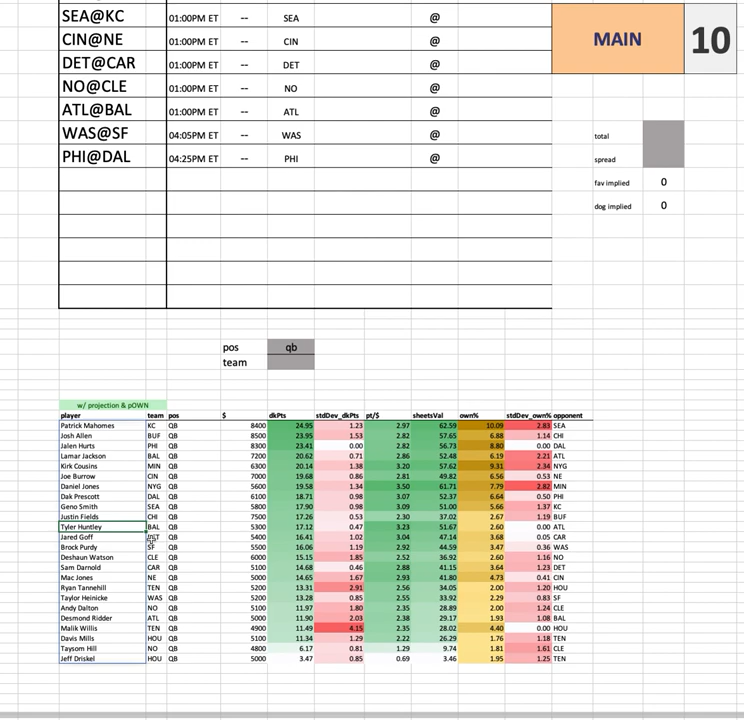 SEA@KC 01:00PM ET -- SEA @
CIN@NE 01:00PM ET -- CIN @ MAIN 10
DET@CAR 01:00PM ET -- DET @
NO@CLE 01:00PM ET -- NO @
ATL@BAL 01:00PM ET -- ATL @
WAS@SF 04:05PM ET -- WAS @ total
PHI@DAL 04:25PM ET -- PHI @ spread
fav implied 0
dog implied 0
pos qb
team
w/ projection & pOWN
player team pos $ dkPts stdDev_dkPts pt/$ sheetsVal own% stdDev_own% opponent
Patrick Mahomes KC QB 8400 24.95 1.23 2.97 62.59 10.09 2.83 SEA
Josh Allen BUF QB 8500 23.95 1.53 2.82 57.65 6.88 1.14 CHI
Jalen Hurts PHI QB 8300 23.41 0.00 2.82 56.73 8.80 0.00 DAL
Lamar Jackson BAL QB 7200 20.62 0.71 2.86 52.48 6.19 2.21 ATL
Kirk Cousins MIN QB 6300 20.14 1.38 3.20 57.62 9.31 2.34 NYG
Joe Burrow CIN QB 7000 19.68 0.86 2.81 49.82 6.56 0.53 NE
Daniel Jones NYG QB 5600 19.58 1.34 3.50 61.71 7.79 2.82 MIN
Dak Prescott DAL QB 6100 18.71 0.98 3.07 52.37 6.64 0.50 PHI
Geno Smith SEA QB 5800 17.90 0.98 3.09 51.00 5.66 1.37 KC
Justin Fields CHI QB 7500 17.26 0.53 2.30 37.02 2.67 1.19 BUF
Tyler Huntley BAL QB 5300 17.12 0.47 3.23 51.67 2.60 0.00 ATL
Jared Goff QB 5400 16.41 1.02 3.04 47.14 3.68 0.05 CAR
Brock Purdy SF QB 5500 16.06 1.19 2.92 44.59 3.47 0.36 WAS
Deshaun Watson CLE QB 6000 15.15 1.85 2.52 36.92 2.60 1.16 NO
Sam Darnold CAR QB 5100 14.68 0.46 2.88 41.15 3.64 1.23 DET
Mac Jones NE QB 5000 14.65 1.67 2.93 41.80 4.73 0.41 CIN
Ryan Tannehill TEN QB 5200 13.31 2.91 2.56 34.05 2.00 1.20 HOU
Taylor Heinicke WAS QB 5200 13.28 0.85 2.55 33.92 2.29 0.83 SF
Andy Dalton NO QB 5100 11.97 1.80 2.35 28.89 2.00 1.24 CLE
Desmond Ridder ATL QB 5000 11.90 2.03 2.38 29.17 1.93 1.08 BAL
Malik Willis TEN QB 4900 11.49 4.15 2.35 28.02 4.40 0.00 HOU
Davis Mills HOU QB 5100 11.34 1.29 2.22 26.29 1.76 1.18 TEN
Taysom Hill NO QB 4800 6.17 0.81 1.29 9.74 1.81 1.61 CLE
Jeff Driskel HOU QB 5000 3.47 0.85 0.69 3.46 1.95 1.25 TEN